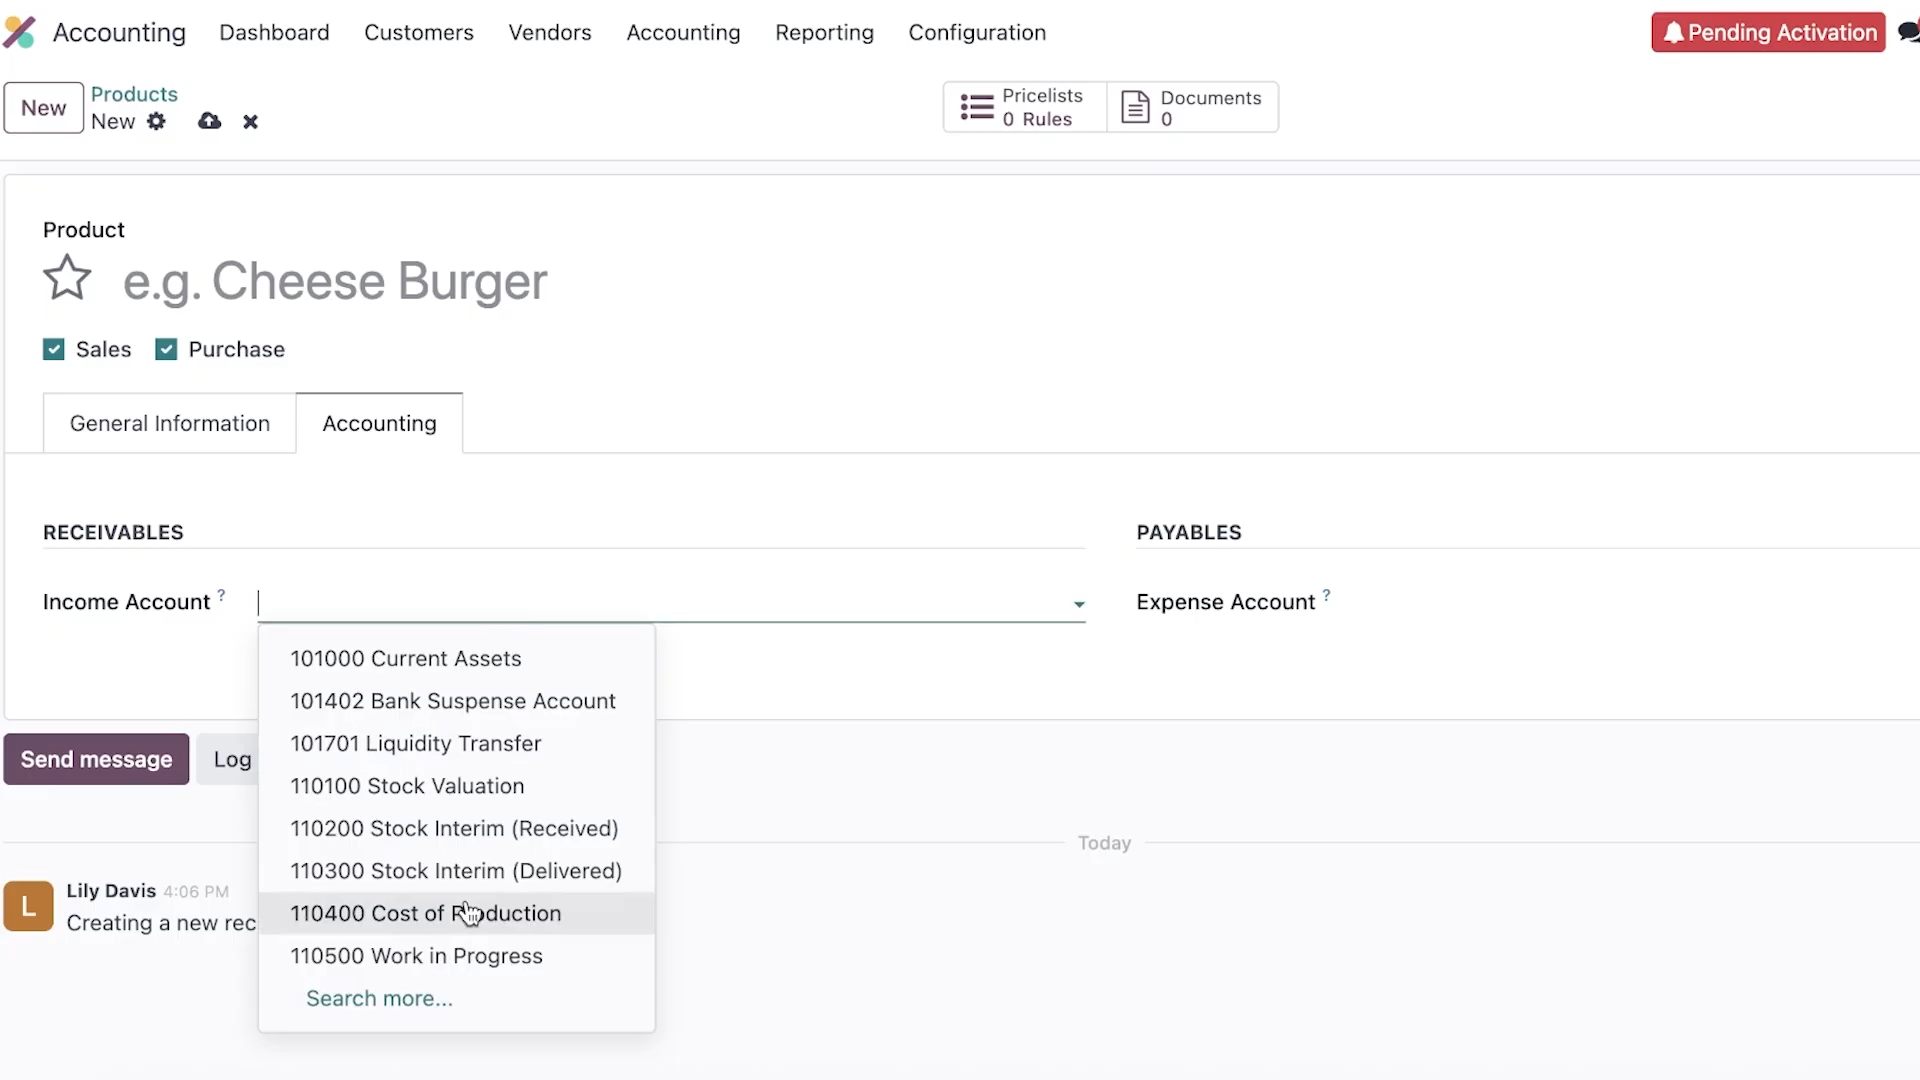 Accounting Dashboard Customers Vendors Accounting Reporting Configuration Pending Activation
New
Products
New
Pricelists
0 Rules
Documents
0
Product
e.g. Cheese Burger
Sales Purchase
General Information Accounting
RECEIVABLES
PAYABLES
Income Account ?
Expense Account ?
101000 Current Assets
101402 Bank Suspense Account
101701 Liquidity Transfer
110100 Stock Valuation
110200 Stock Interim (Received)
110300 Stock Interim (Delivered)
110400 Cost of Production
110500 Work in Progress
Search more...
Send message Log
Today
L
Lily Davis 4:06 PM
Creating a new rec